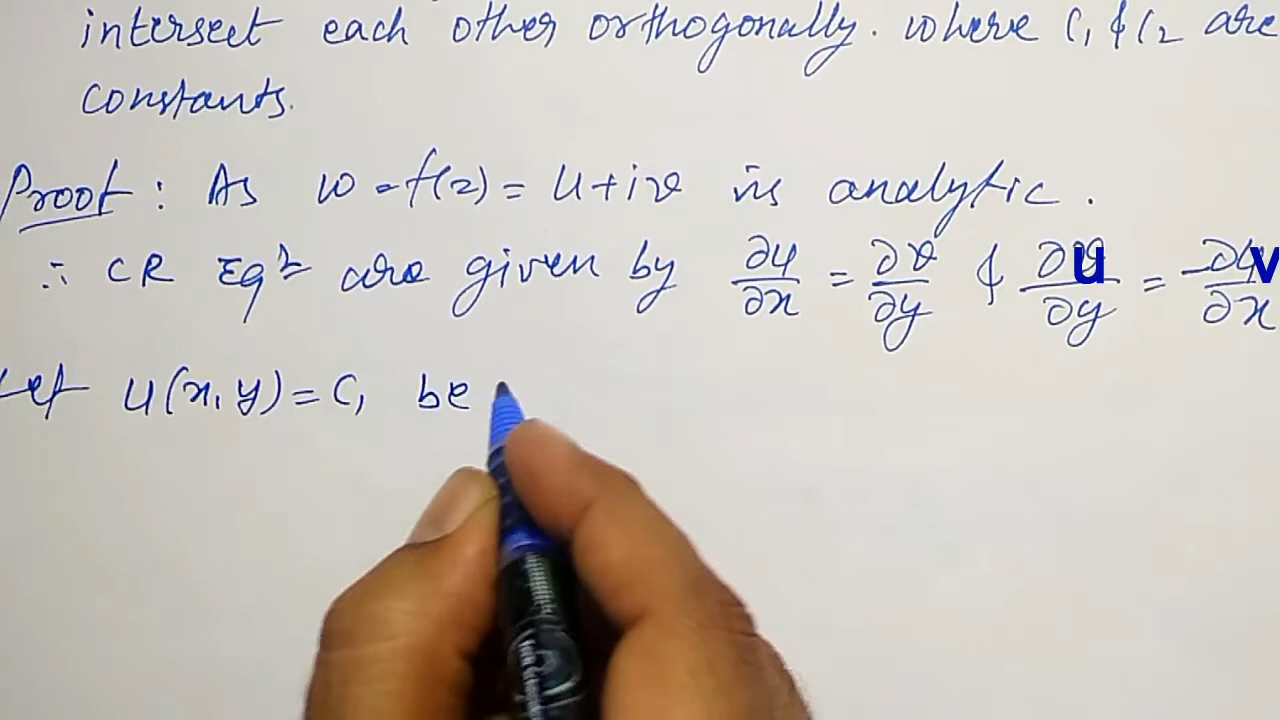 intersect each other orthogonally. where C₁ & C₂ are
constants.
Proof : As w = f(z) = u + iv is analytic.
∴ CR Eqⁿ are given by ∂u/∂x = ∂v/∂y & ∂u/∂y = -∂v/∂x
Let u(x, y) = C₁ be